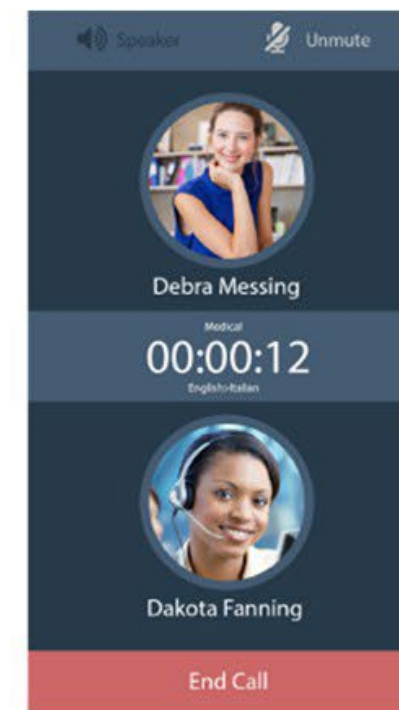 Speaker Unmute
Debra Messing
Medical
00:00:12
English-Italian
Dakota Fanning
End Call